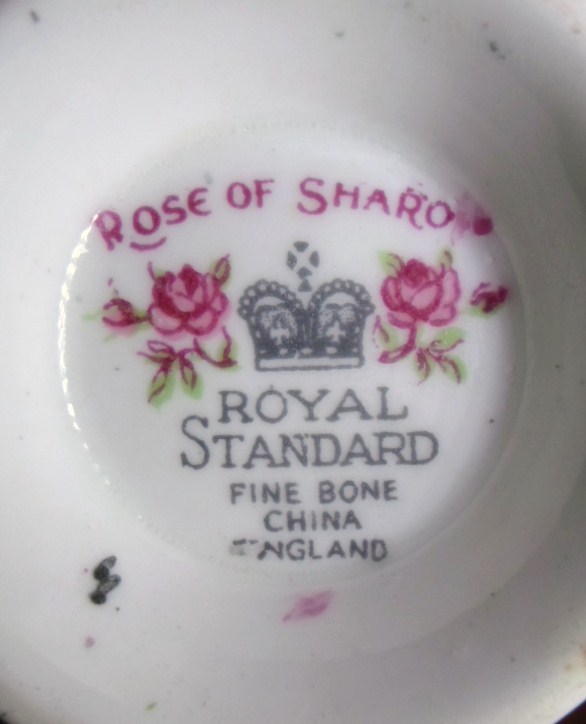 ROSE OF SHARON
ROYAL
STANDARD
FINE BONE
CHINA
ENGLAND